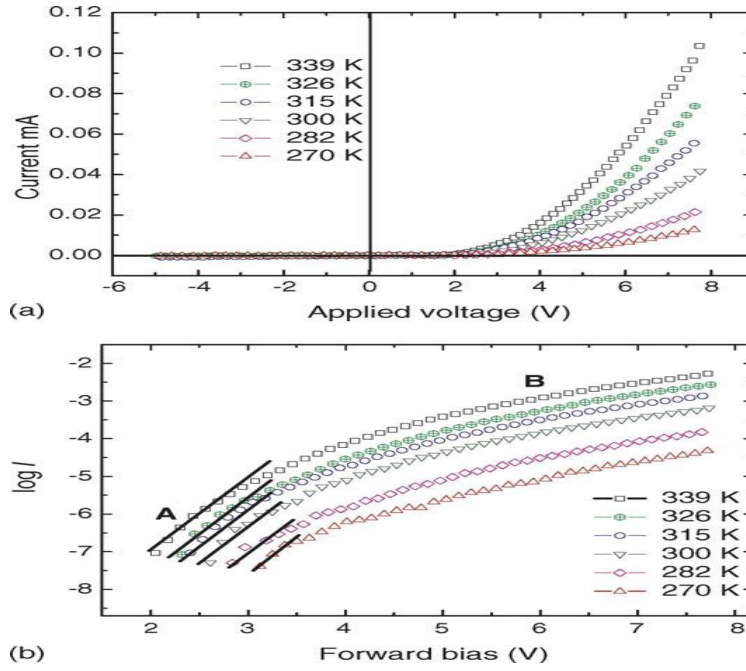 0.12
0.10
0.08
0.06
0.04
0.02
0.00
Current mA
339 K
326 K
315 K
300 K
282 K
270 K
-6 -4 -2 0 2 4 6 8
(a)
Applied voltage (V)
-2
-3
-4
-5
-6
-7
-8
log I
A
B
339 K
326 K
315 K
300 K
282 K
270 K
2 3 4 5 6 7 8
(b)
Forward bias (V)